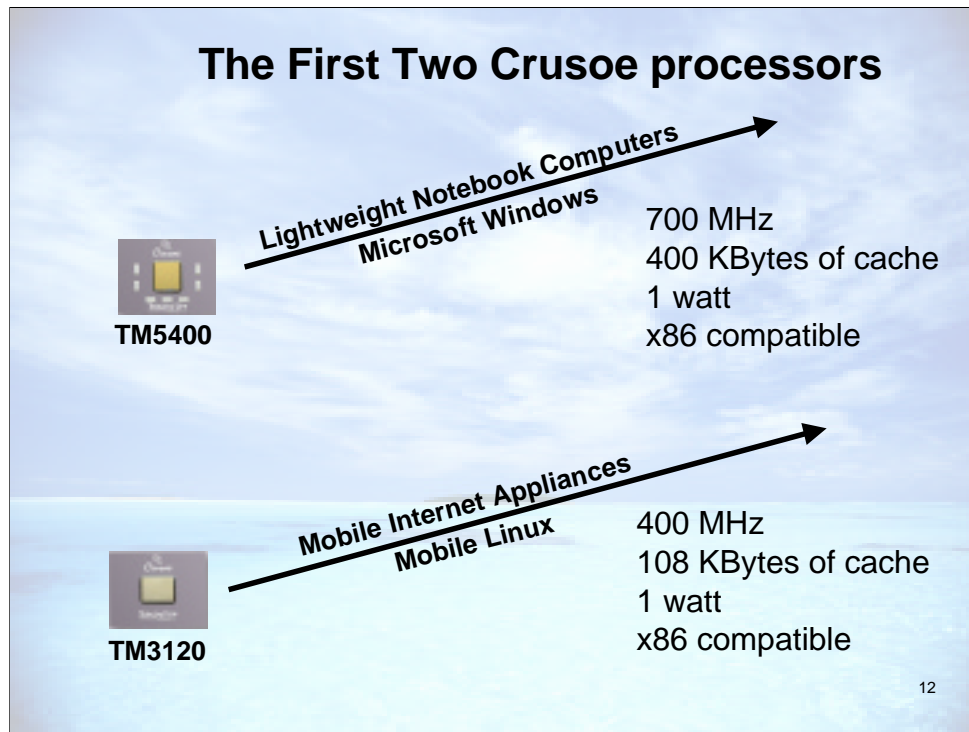 The First Two Crusoe processors
Lightweight Notebook Computers
Microsoft Windows
700 MHz
400 KBytes of cache
1 watt
x86 compatible
TM5400
Mobile Internet Appliances
Mobile Linux
400 MHz
108 KBytes of cache
1 watt
x86 compatible
TM3120
12